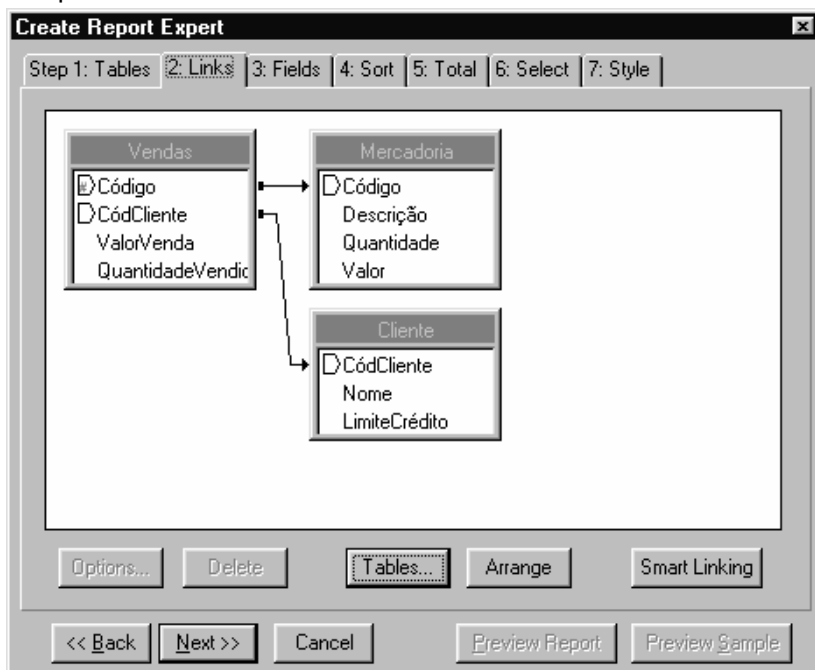 Create Report Expert
Step 1: Tables 2: Links 3: Fields 4: Sort 5: Total 6: Select 7: Style
Vendas
Código
CódCliente
ValorVenda
QuantidadeVendic
Mercadoria
Código
Descrição
Quantidade
Valor
Cliente
CódCliente
Nome
LimiteCrédito
Options... Delete Tables... Arrange Smart Linking
<< Back Next >> Cancel Preview Report Preview Sample